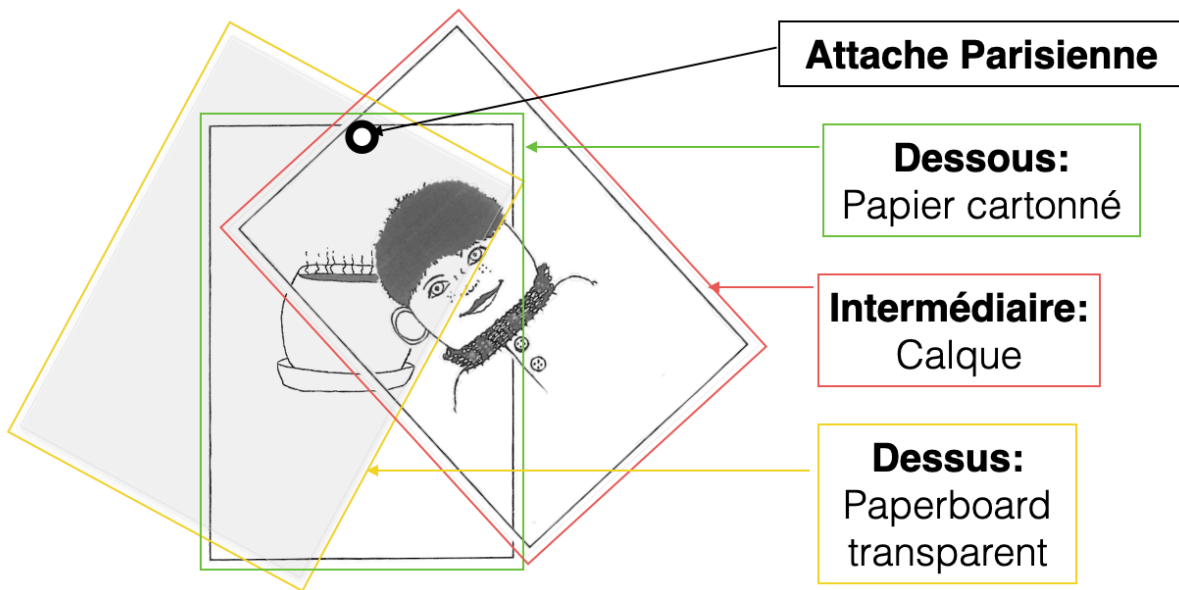 Attache Parisienne
Dessous:
Papier cartonné
Intermédiaire:
Calque
Dessus:
Paperboard
transparent